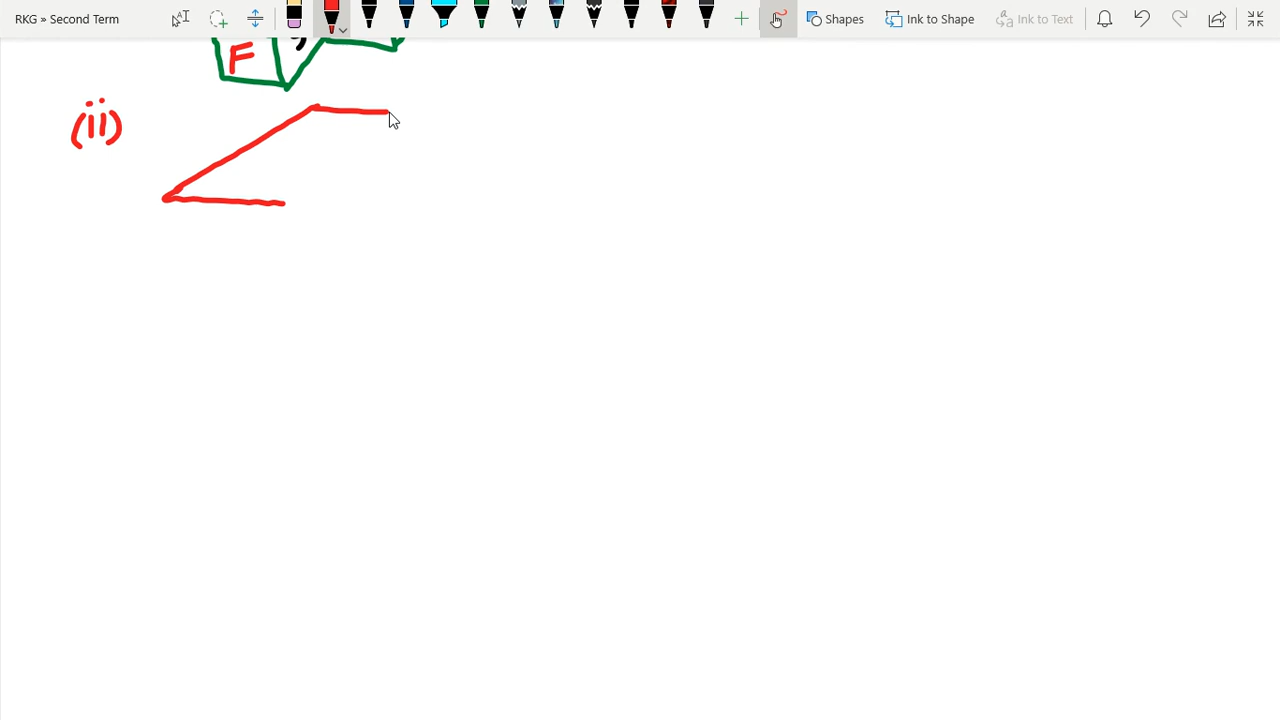 RKG » Second Term Shapes Ink to Shape Ink to Text
F
(ii)